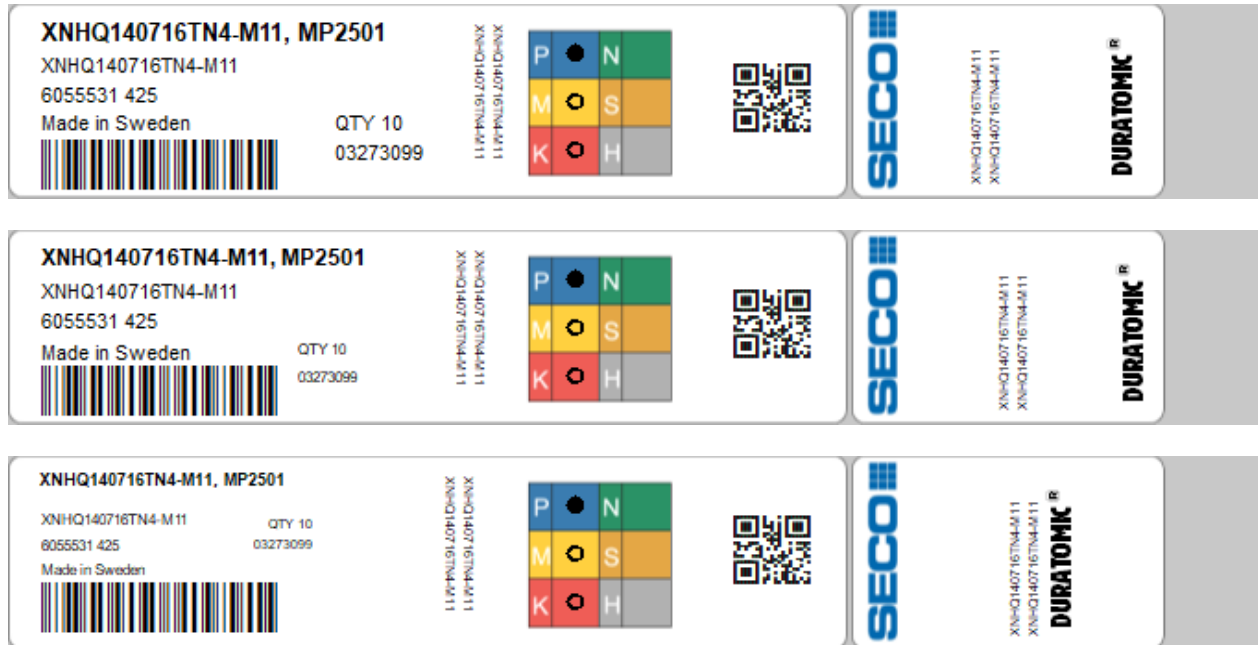 XNHQ140716TN4-M11, MP2501
XNHQ140716TN4-M11
6055531 425
Made in Sweden
QTY 10
03273099
XNHQ140716TN4-M11
XNHQ140716TN4-M11
P N
M S
K H
SECO
XNHQ140716TN4-M11
XNHQ140716TN4-M11
DURATOMIC®
XNHQ140716TN4-M11, MP2501
XNHQ140716TN4-M11
6055531 425
Made in Sweden
QTY 10
03273099
XNHQ140716TN4-M11
XNHQ140716TN4-M11
P N
M S
K H
SECO
XNHQ140716TN4-M11
XNHQ140716TN4-M11
DURATOMIC®
XNHQ140716TN4-M11, MP2501
XNHQ140716TN4-M11
QTY 10
6055531 425
03273099
Made in Sweden
XNHQ140716TN4-M11
XNHQ140716TN4-M11
P N
M S
K H
SECO
XNHQ140716TN4-M11
XNHQ140716TN4-M11
DURATOMIC®